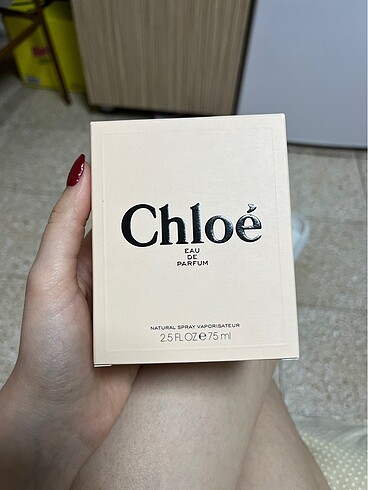 Chloé
EAU
DE
PARFUM
NATURAL SPRAY VAPORISATEUR
2.5 FL OZ ℮ 75 ml